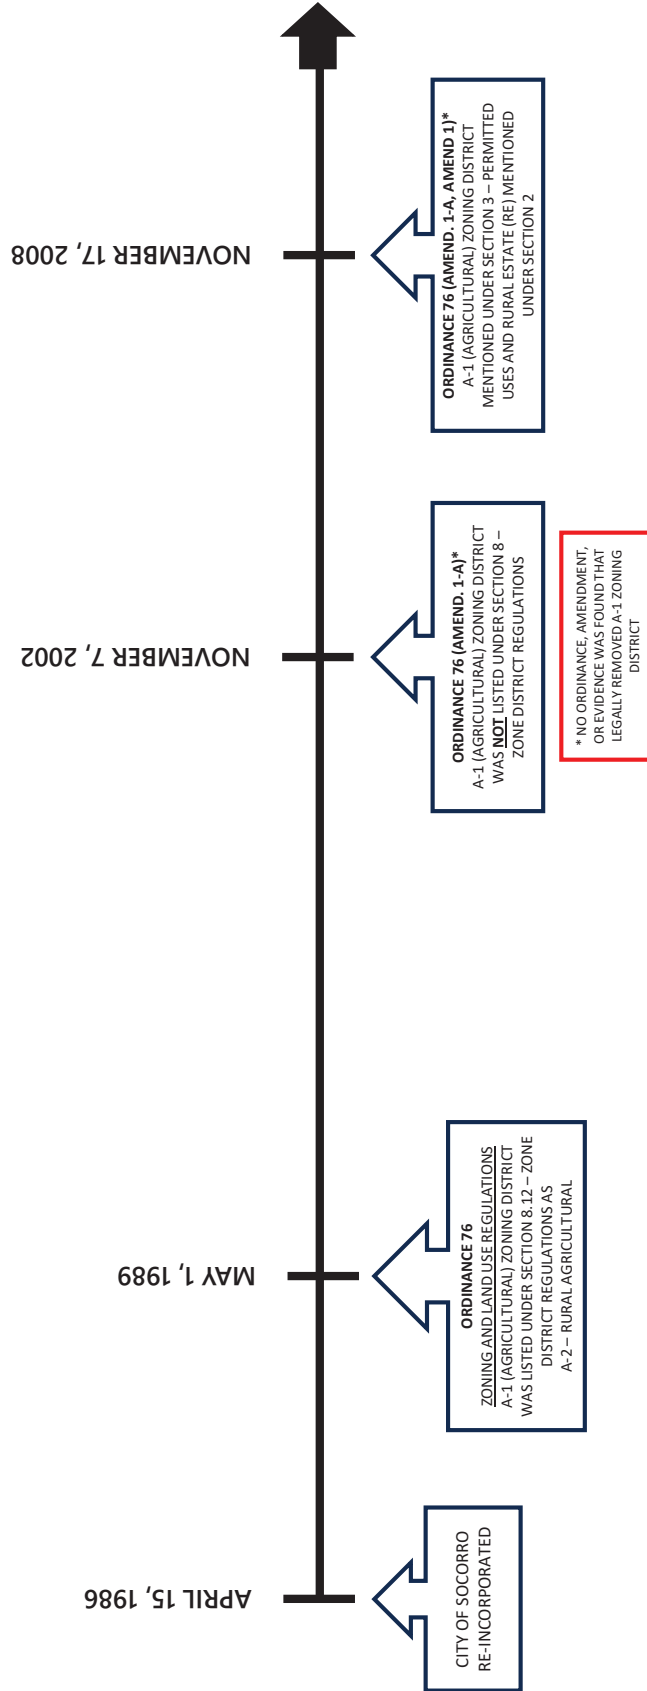 APRIL 15, 1986
CITY OF SOCORRO
RE-INCORPORATED
MAY 1, 1989
ORDINANCE 76
ZONING AND LAND USE REGULATIONS
A-1 (AGRICULTURAL) ZONING DISTRICT
WAS LISTED UNDER SECTION 8.12 – ZONE
DISTRICT REGULATIONS AS
A-2 – RURAL AGRICULTURAL
NOVEMBER 7, 2002
ORDINANCE 76 (AMEND. 1-A)*
A-1 (AGRICULTURAL) ZONING DISTRICT
WAS NOT LISTED UNDER SECTION 8 –
ZONE DISTRICT REGULATIONS
* NO ORDINANCE, AMENDMENT,
OR EVIDENCE WAS FOUND THAT
LEGALLY REMOVED A-1 ZONING
DISTRICT
NOVEMBER 17, 2008
ORDINANCE 76 (AMEND. 1-A, AMEND 1)*
A-1 (AGRICULTURAL) ZONING DISTRICT
MENTIONED UNDER SECTION 3 – PERMITTED
USES AND RURAL ESTATE (RE) MENTIONED
UNDER SECTION 2